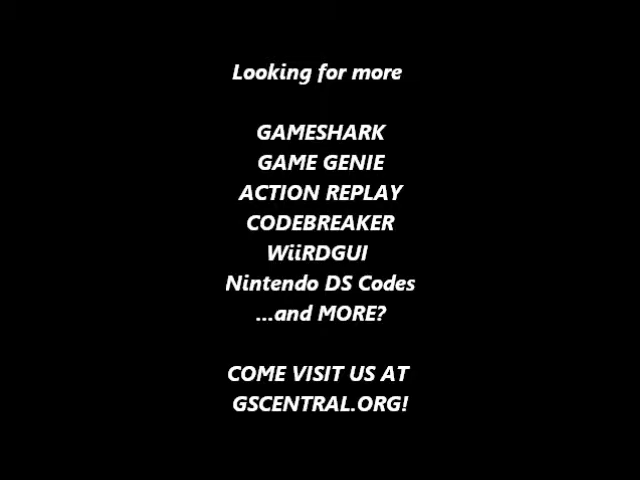 Looking for more
GAMESHARK
GAME GENIE
ACTION REPLAY
CODEBREAKER
WiiRDGUI
Nintendo DS Codes
...and MORE?
COME VISIT US AT
GSCENTRAL.ORG!